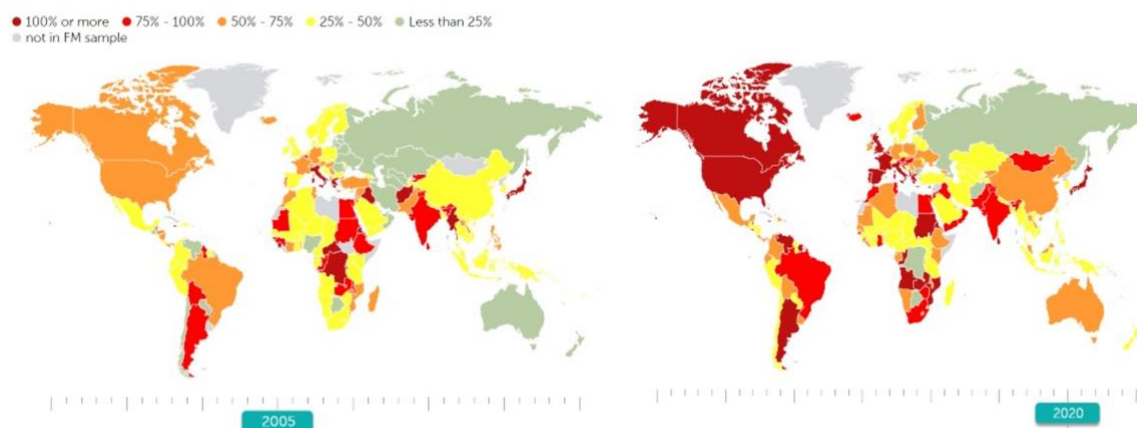 100% or more 75% - 100% 50% - 75% 25% - 50% Less than 25%
not in FM sample
2005
2020